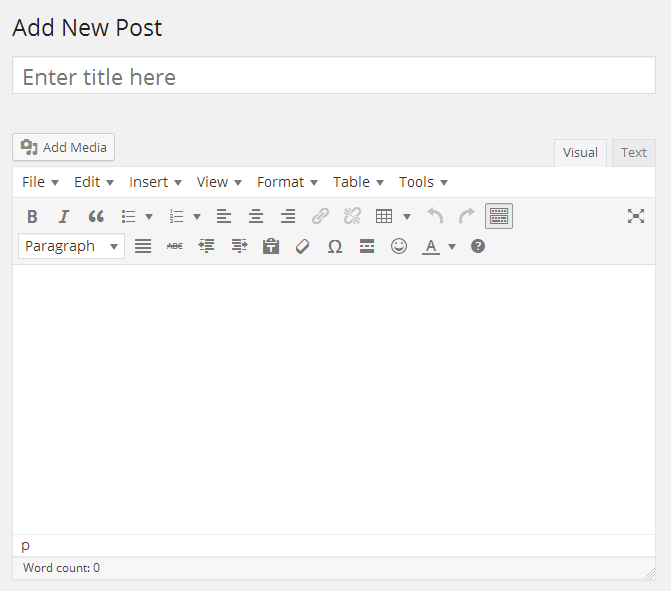 Add New Post
Enter title here
Add Media
Visual Text
File Edit Insert View Format Table Tools
B I
Paragraph ABC T Ω A ?
p
Word count: 0